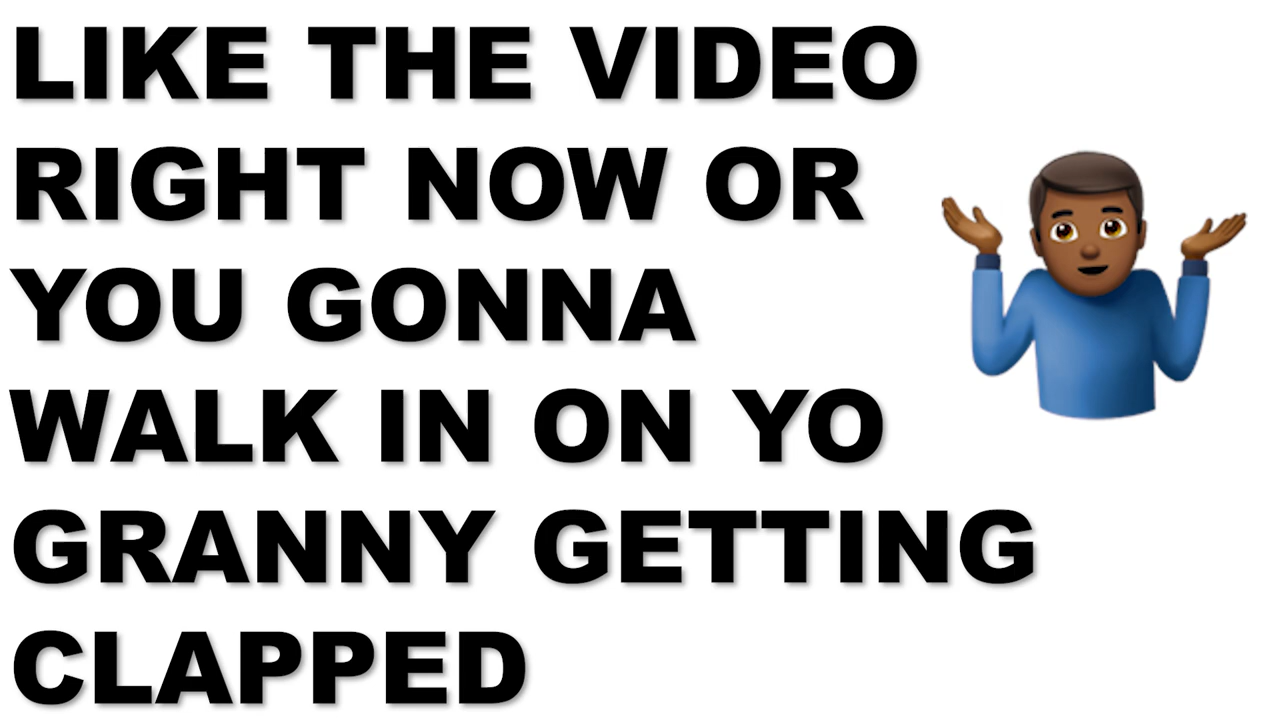 LIKE THE VIDEO
RIGHT NOW OR
YOU GONNA
WALK IN ON YO
GRANNY GETTING
CLAPPED